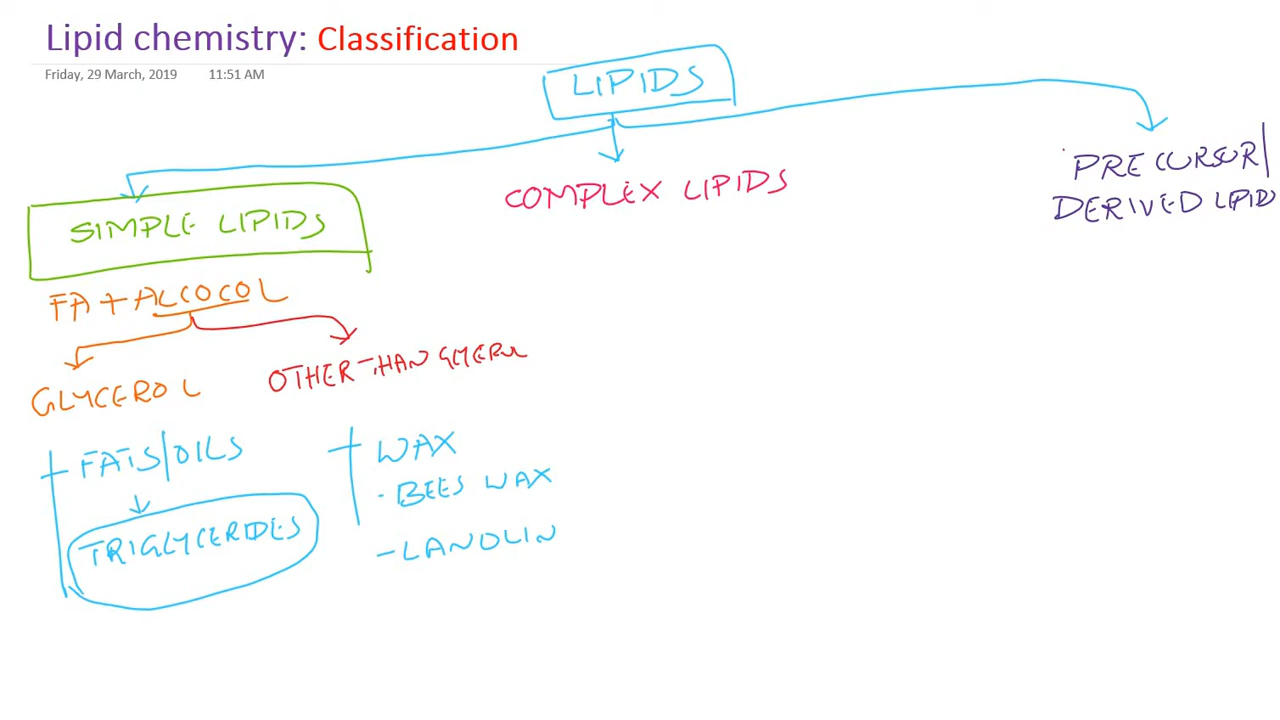 Lipid chemistry: Classification
Friday, 29 March, 2019 11:51 AM
LIPIDS
SIMPLE LIPIDS
COMPLEX LIPIDS
PRECURSOR/
DERIVED LIPID
FA + ALCOCOL
GLYCEROL
OTHER THAN
FATS/OILS
TRIGLYCERIDES
WAX
· BEES WAX
- LANOLIN